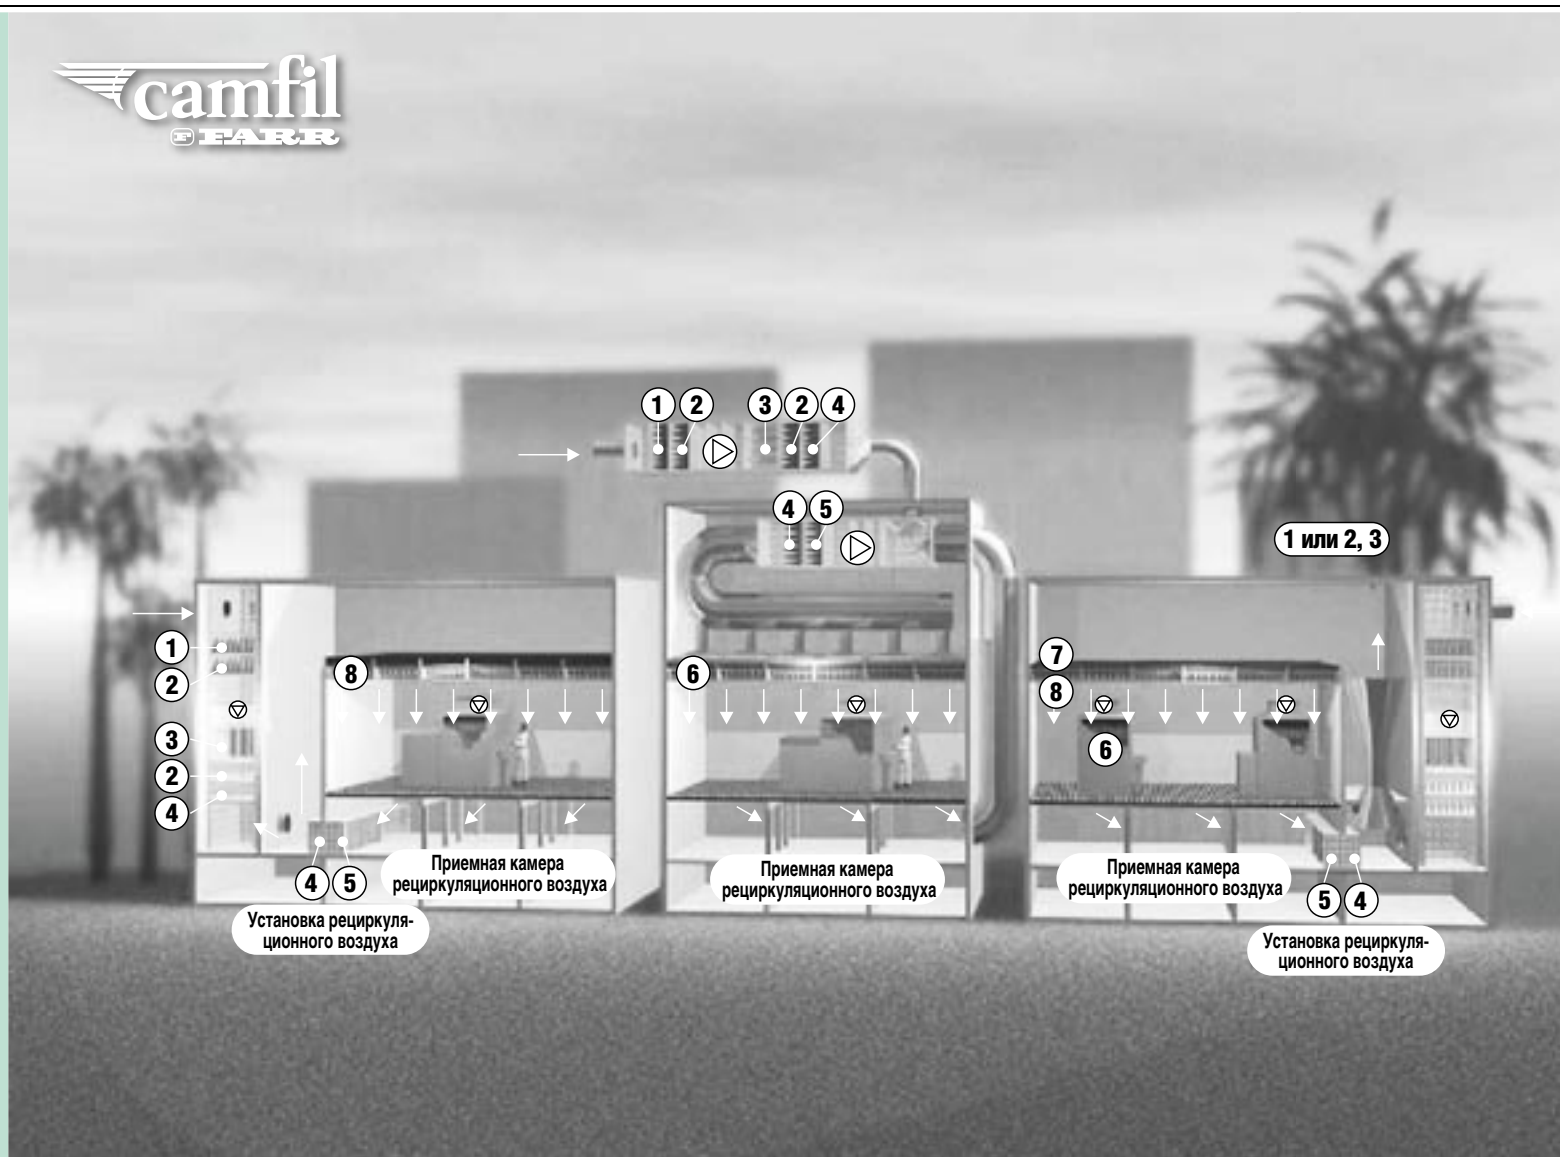 camfil
FARR
1 2 3 2 4
4 5
1 или 2, 3
1
2
3
2
4
8
6
7
8
6
4 5
5 4
Приемная камера
рециркуляционного воздуха
Приемная камера
рециркуляционного воздуха
Приемная камера
рециркуляционного воздуха
Установка рециркуля-
ционного воздуха
Установка рециркуля-
ционного воздуха